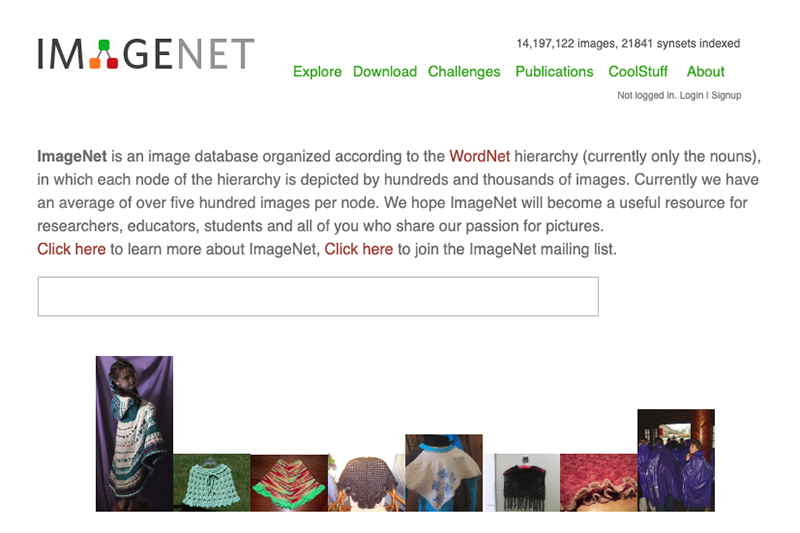 IMAGENET
14,197,122 images, 21841 synsets indexed
Explore Download Challenges Publications CoolStuff About
Not logged in. Login | Signup
ImageNet is an image database organized according to the WordNet hierarchy (currently only the nouns),
in which each node of the hierarchy is depicted by hundreds and thousands of images. Currently we have
an average of over five hundred images per node. We hope ImageNet will become a useful resource for
researchers, educators, students and all of you who share our passion for pictures.
Click here to learn more about ImageNet, Click here to join the ImageNet mailing list.